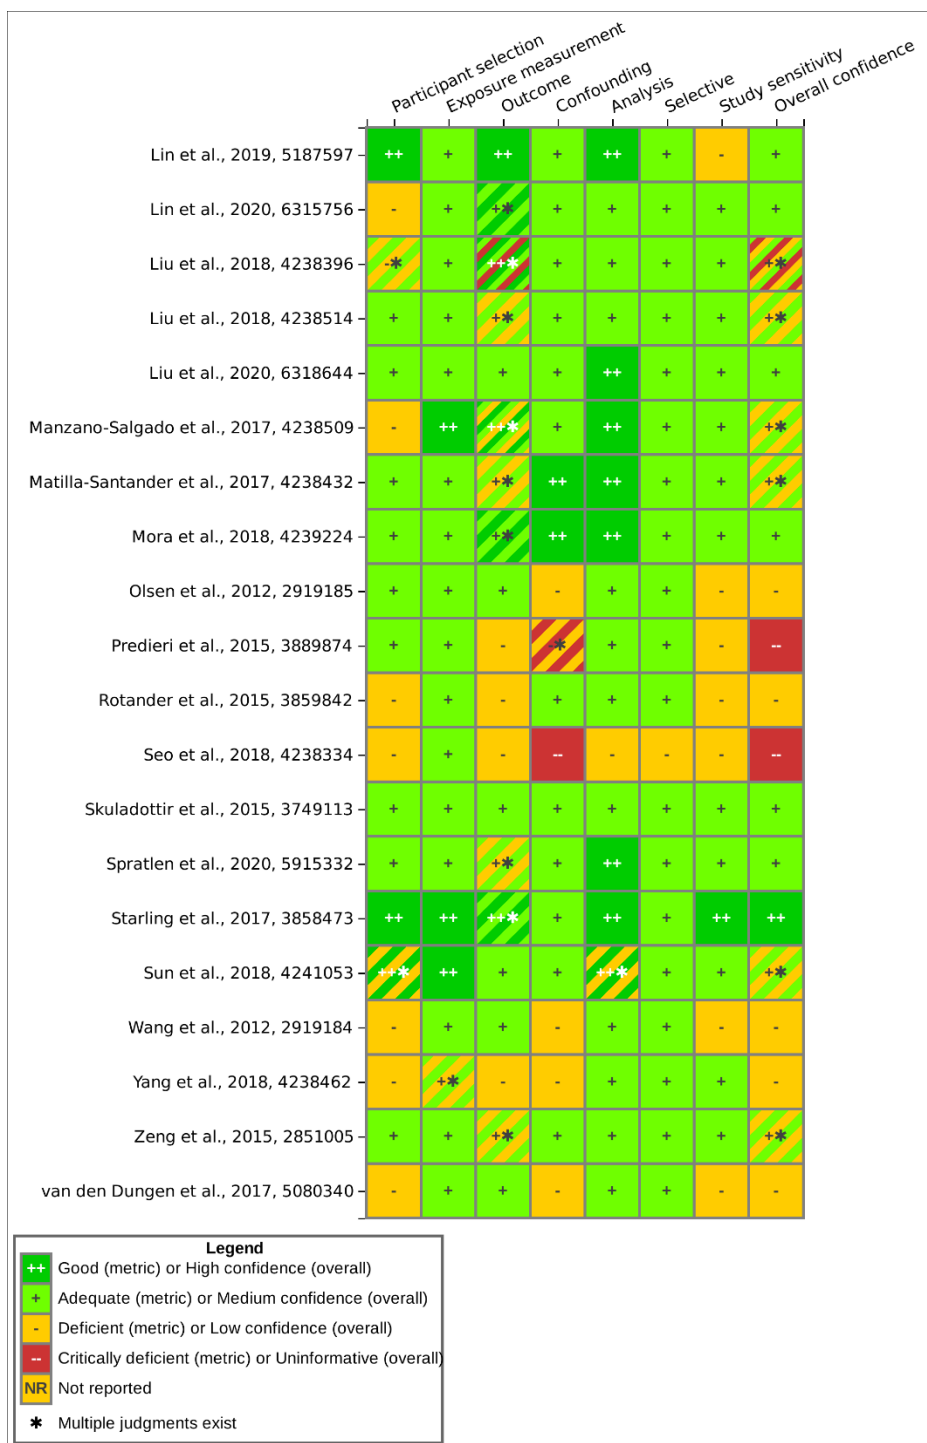 Participant selection
Exposure measurement
Outcome
Confounding
Analysis
Selective
Study sensitivity
Overall confidence
Lin et al., 2019, 5187597 ++ + ++ + ++ + - +
Lin et al., 2020, 6315756 - + +✱ + + + + +
Liu et al., 2018, 4238396 -✱ + ++✱ + + + + +✱
Liu et al., 2018, 4238514 + + +✱ + + + + +✱
Liu et al., 2020, 6318644 + + + + ++ + + +
Manzano-Salgado et al., 2017, 4238509 - ++ ++✱ + ++ + + +✱
Matilla-Santander et al., 2017, 4238432 + + +✱ ++ ++ + + +✱
Mora et al., 2018, 4239224 + + +✱ ++ ++ + + +
Olsen et al., 2012, 2919185 + + + - + + - -
Predieri et al., 2015, 3889874 + + - -✱ + + - --
Rotander et al., 2015, 3859842 - + - + + + - -
Seo et al., 2018, 4238334 - + - -- - - - --
Skuladottir et al., 2015, 3749113 + + + + + + + +
Spratlen et al., 2020, 5915332 + + +✱ + ++ + + +
Starling et al., 2017, 3858473 ++ ++ ++✱ + ++ + ++ ++
Sun et al., 2018, 4241053 ++✱ ++ + + ++✱ + + +✱
Wang et al., 2012, 2919184 - + + - + + - -
Yang et al., 2018, 4238462 - +✱ - - + + + -
Zeng et al., 2015, 2851005 + + +✱ + + + + +✱
van den Dungen et al., 2017, 5080340 - + + - + + - -
Legend
++ Good (metric) or High confidence (overall)
+ Adequate (metric) or Medium confidence (overall)
- Deficient (metric) or Low confidence (overall)
-- Critically deficient (metric) or Uninformative (overall)
NR Not reported
✱ Multiple judgments exist